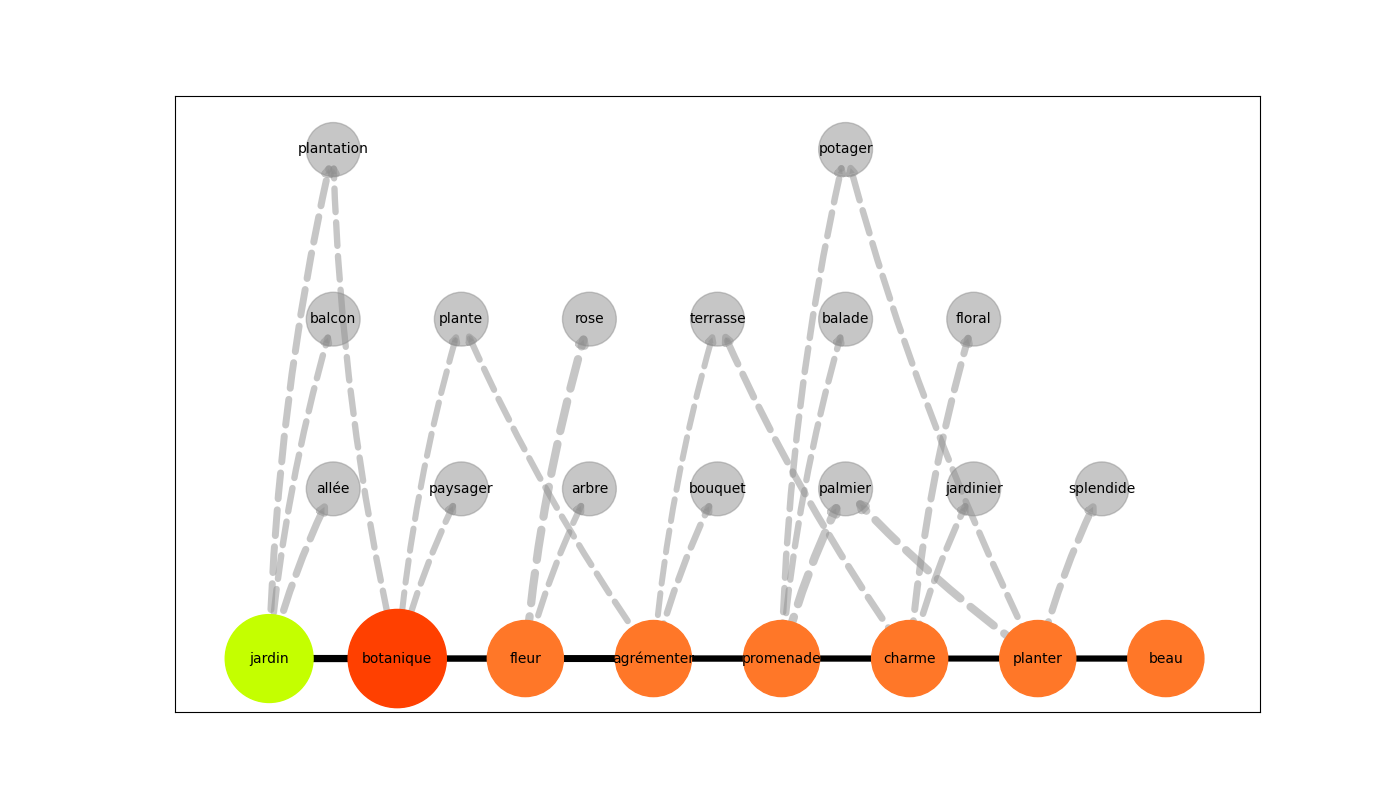 plantation
potager
balcon
plante
rose
terrasse
balade
floral
allée
paysager
arbre
bouquet
palmier
jardinier
splendide
jardin
botanique
fleur
agrémenter
promenade
charme
planter
beau